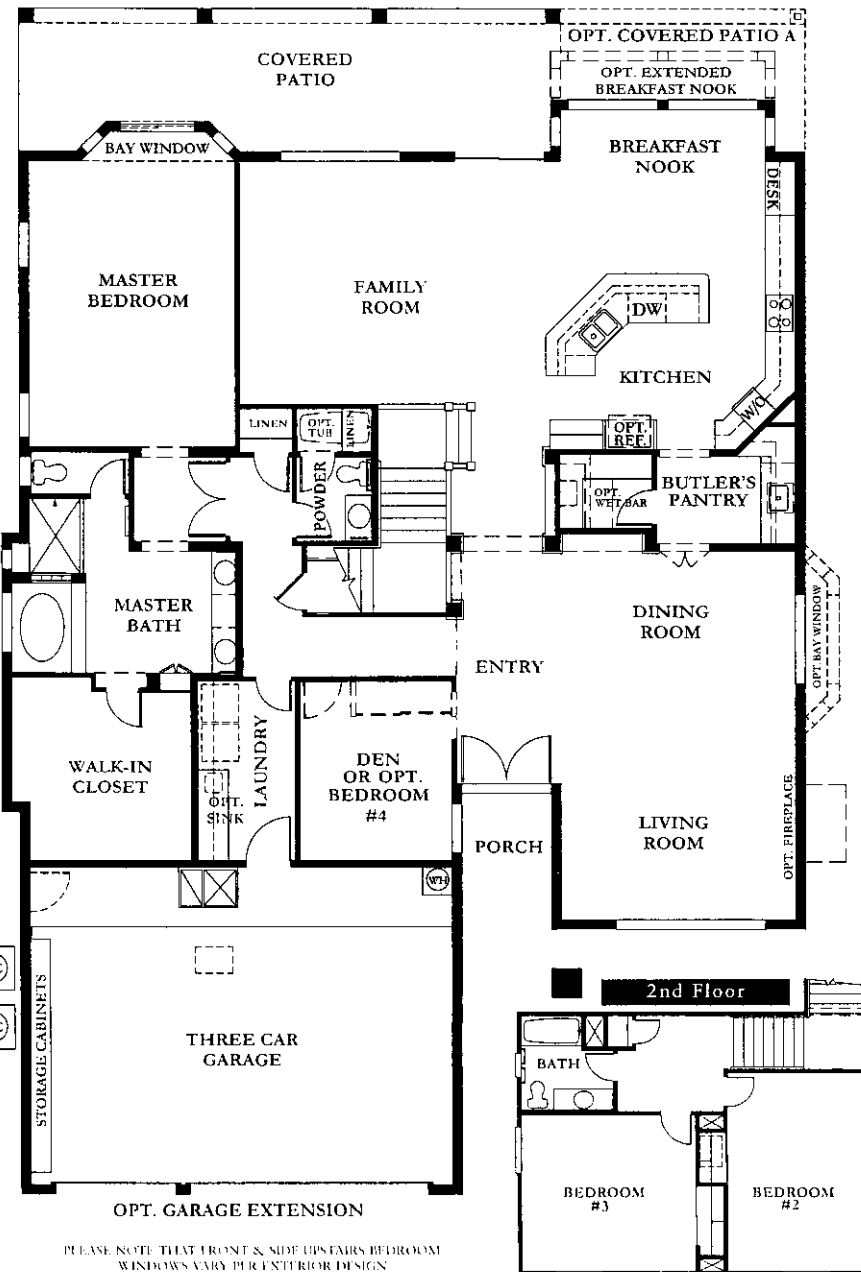 OPT. COVERED PATIO A
COVERED
PATIO
OPT. EXTENDED
BREAKFAST NOOK
BAY WINDOW
BREAKFAST
NOOK
DESK
MASTER
BEDROOM
FAMILY
ROOM
DW
KITCHEN
W/O
LINEN
OPT.
TUB
LINEN
OPT.
REF.
POWDER
OPT.
WET BAR
BUTLER'S
PANTRY
MASTER
BATH
DINING
ROOM
OPT. BAY WINDOW
ENTRY
WALK-IN
CLOSET
LAUNDRY
OPT.
SINK
DEN
OR OPT.
BEDROOM
#4
PORCH
LIVING
ROOM
OPT. FIREPLACE
WH
STORAGE CABINETS
THREE CAR
GARAGE
OPT. GARAGE EXTENSION
2nd Floor
BATH
BEDROOM
#3
BEDROOM
#2
PLEASE NOTE THAT FRONT & SIDE UPSTAIRS BEDROOM
WINDOWS VARY PER EXTERIOR DESIGN